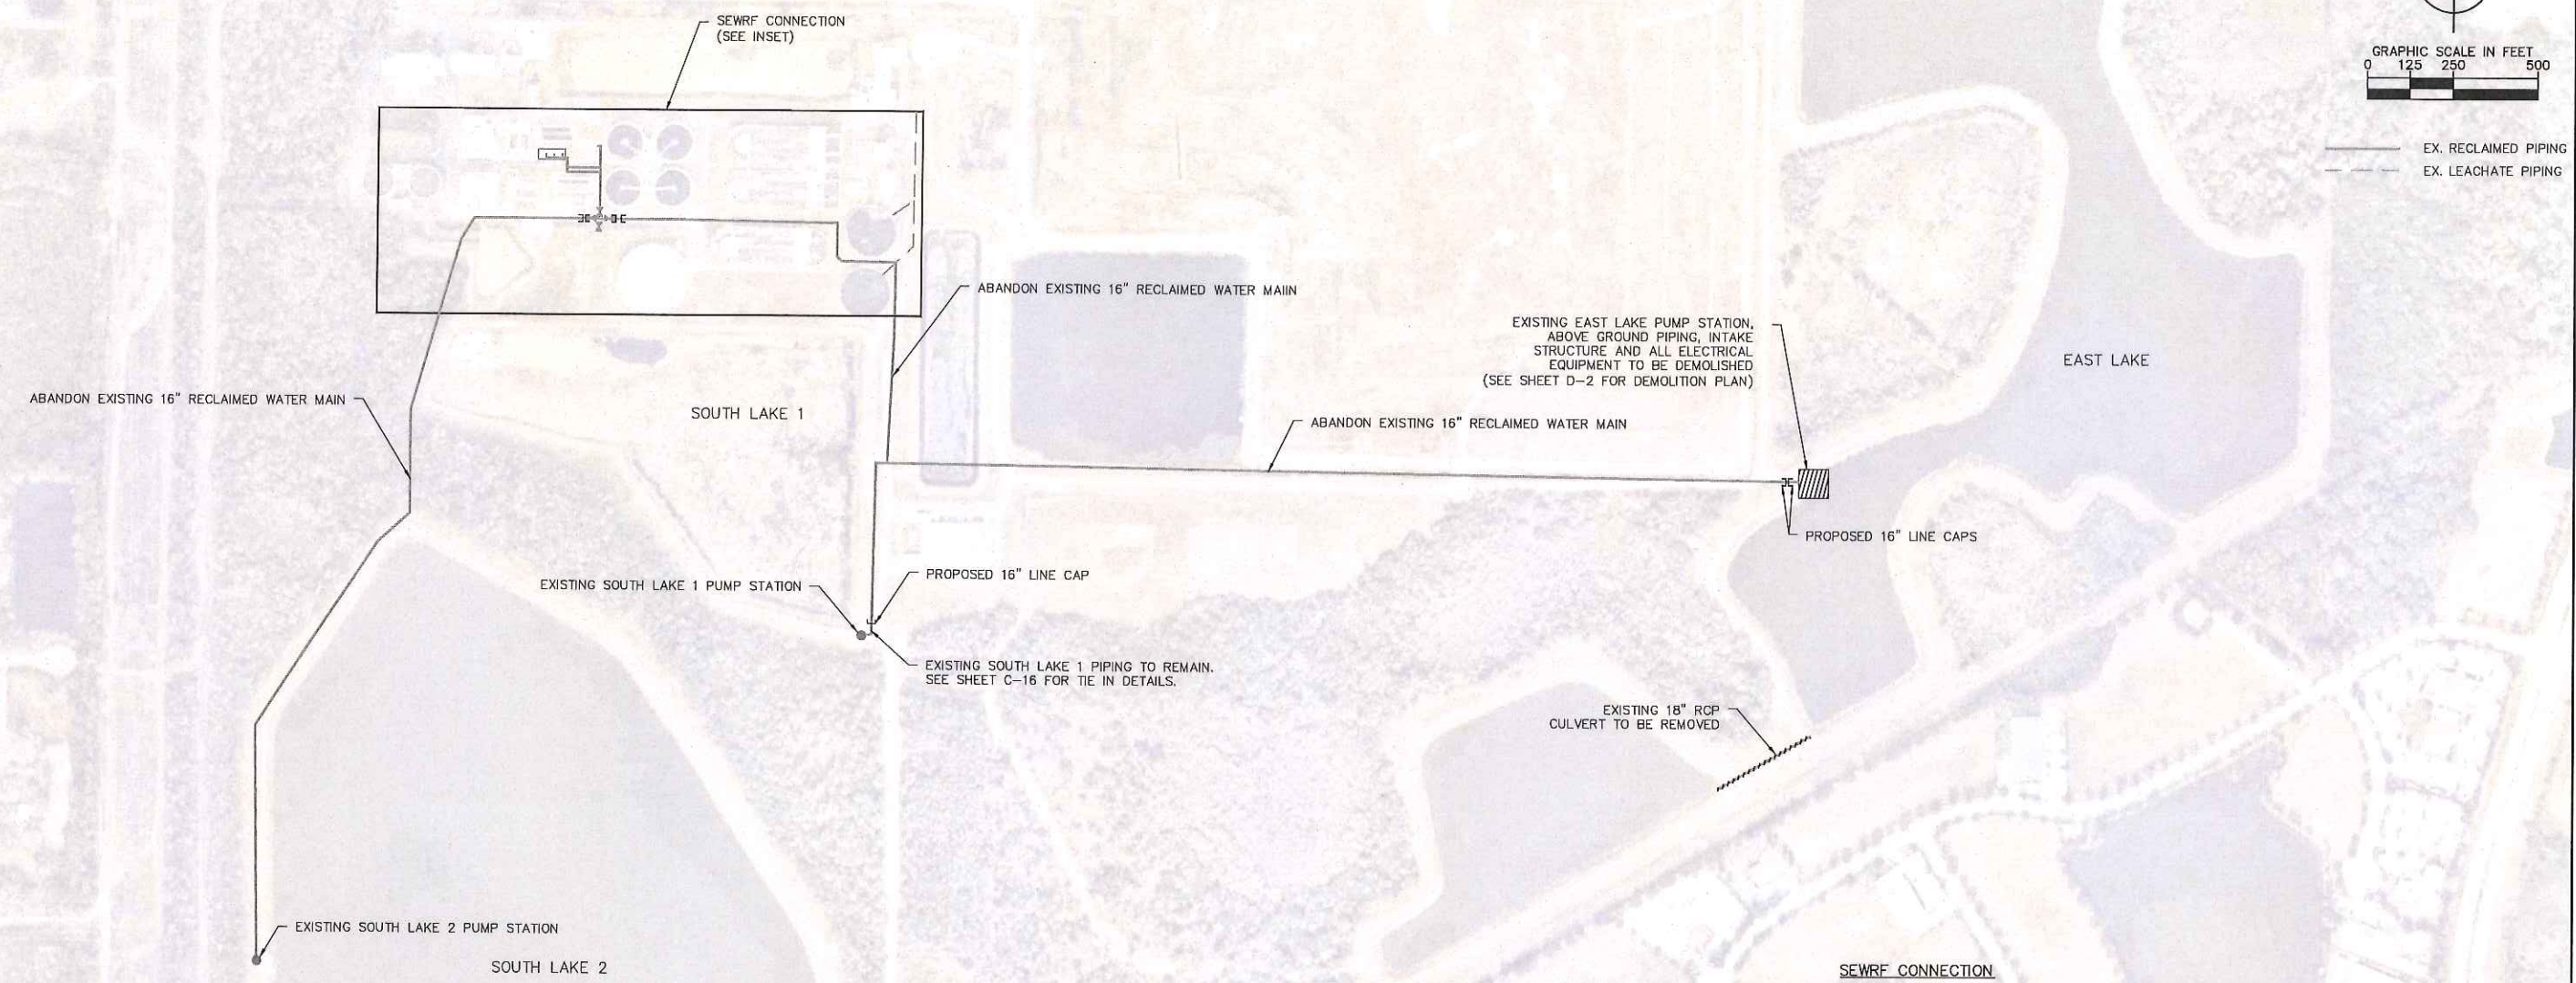 SEWRF CONNECTION
(SEE INSET)
GRAPHIC SCALE IN FEET
0 125 250 500
EX. RECLAIMED PIPING
EX. LEACHATE PIPING
ABANDON EXISTING 16" RECLAIMED WATER MAIIN
EXISTING EAST LAKE PUMP STATION,
ABOVE GROUND PIPING, INTAKE
STRUCTURE AND ALL ELECTRICAL
EQUIPMENT TO BE DEMOLISHED
(SEE SHEET D-2 FOR DEMOLITION PLAN)
EAST LAKE
ABANDON EXISTING 16" RECLAIMED WATER MAIN
SOUTH LAKE 1
ABANDON EXISTING 16" RECLAIMED WATER MAIN
PROPOSED 16" LINE CAPS
EXISTING SOUTH LAKE 1 PUMP STATION
PROPOSED 16" LINE CAP
EXISTING SOUTH LAKE 1 PIPING TO REMAIN.
SEE SHEET C-16 FOR TIE IN DETAILS.
EXISTING 18" RCP
CULVERT TO BE REMOVED
EXISTING SOUTH LAKE 2 PUMP STATION
SOUTH LAKE 2
SEWRF CONNECTION